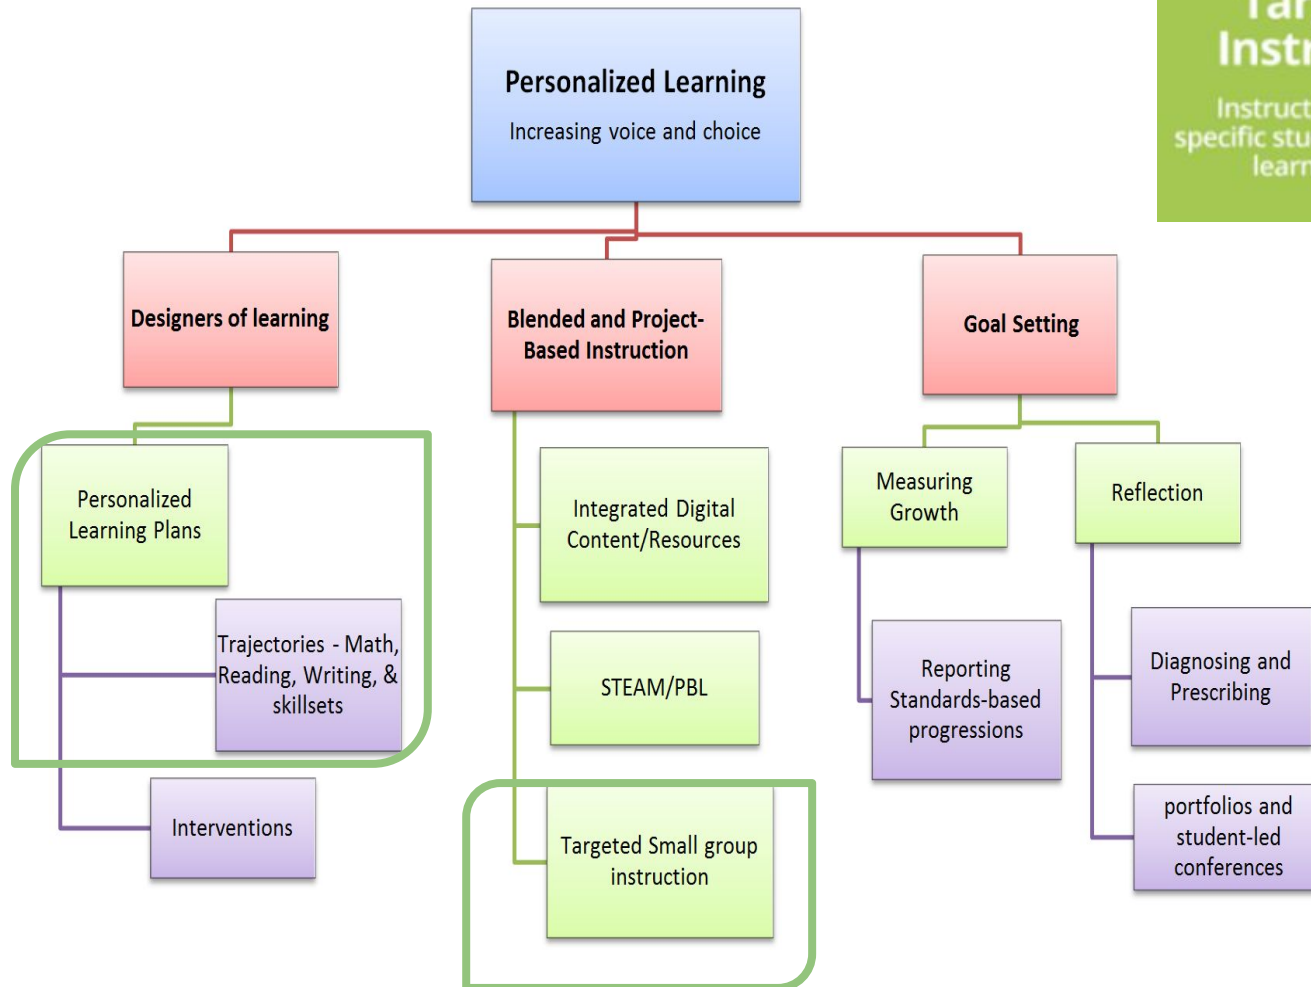 Personalized Learning
Increasing voice and choice
Designers of learning
Blended and Project-
Based Instruction
Goal Setting
Personalized
Learning Plans
Trajectories - Math,
Reading, Writing, &
skillsets
Interventions
Integrated Digital
Content/Resources
STEAM/PBL
Targeted Small group
instruction
Measuring
Growth
Reporting
Standards-based
progressions
Reflection
Diagnosing and
Prescribing
portfolios and
student-led
conferences
specific